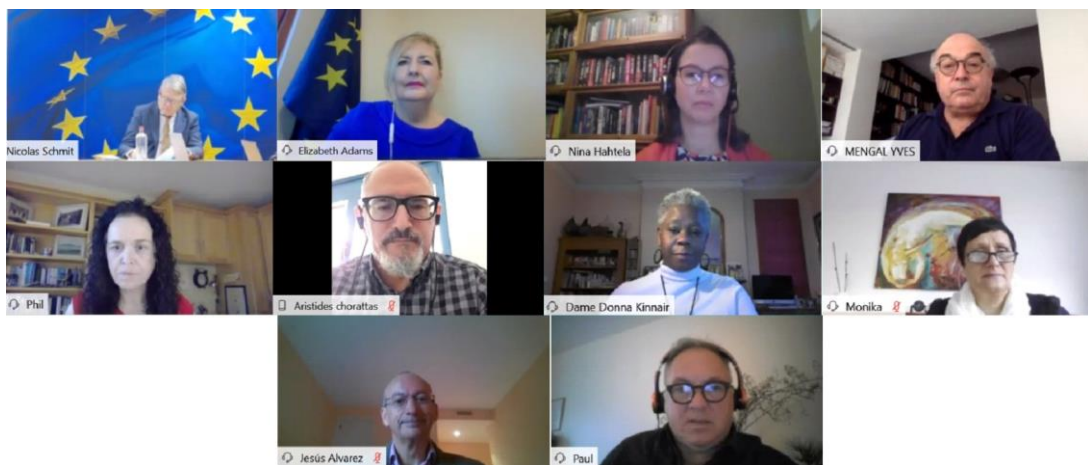 Nicolas Schmit
Elizabeth Adams
Nina Hahtela
MENGAL YVES
Phil
Aristides chorattas
Dame Donna Kinnair
Monika
Jesús Alvarez
Paul